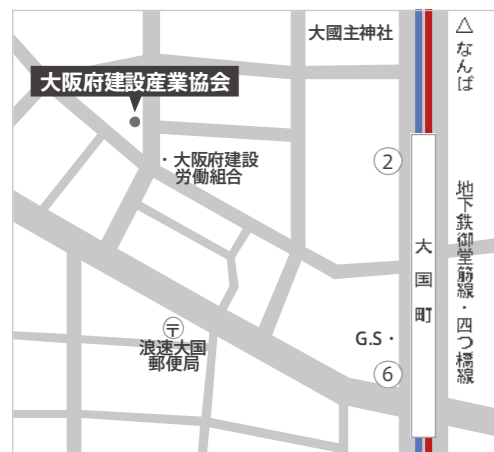 大國主神社
△なんば
大阪府建設産業協会
・大阪府建設
労働組合
②
大国町
地下鉄御堂筋線・四つ橋線
〒
浪速大国
郵便局
G.S・
⑥